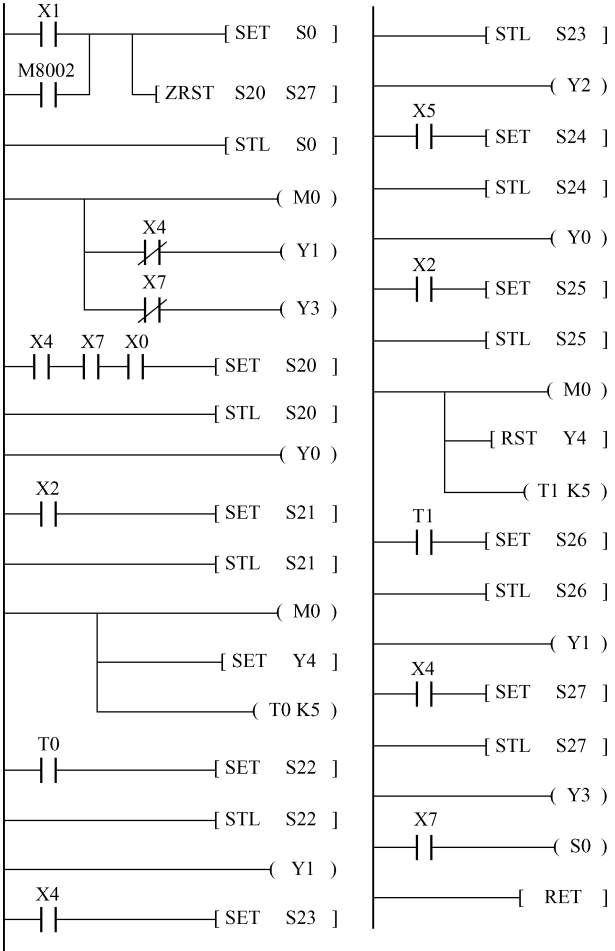 X1
[ SET S0 ]
M8002
[ ZRST S20 S27 ]
[ STL S0 ]
( M0 )
X4
( Y1 )
X7
( Y3 )
X4 X7 X0
[ SET S20 ]
[ STL S20 ]
( Y0 )
X2
[ SET S21 ]
[ STL S21 ]
( M0 )
[ SET Y4 ]
( T0 K5 )
T0
[ SET S22 ]
[ STL S22 ]
( Y1 )
X4
[ SET S23 ]
[ STL S23 ]
( Y2 )
X5
[ SET S24 ]
[ STL S24 ]
( Y0 )
X2
[ SET S25 ]
[ STL S25 ]
( M0 )
[ RST Y4 ]
( T1 K5 )
T1
[ SET S26 ]
[ STL S26 ]
( Y1 )
X4
[ SET S27 ]
[ STL S27 ]
( Y3 )
X7
( S0 )
[ RET ]